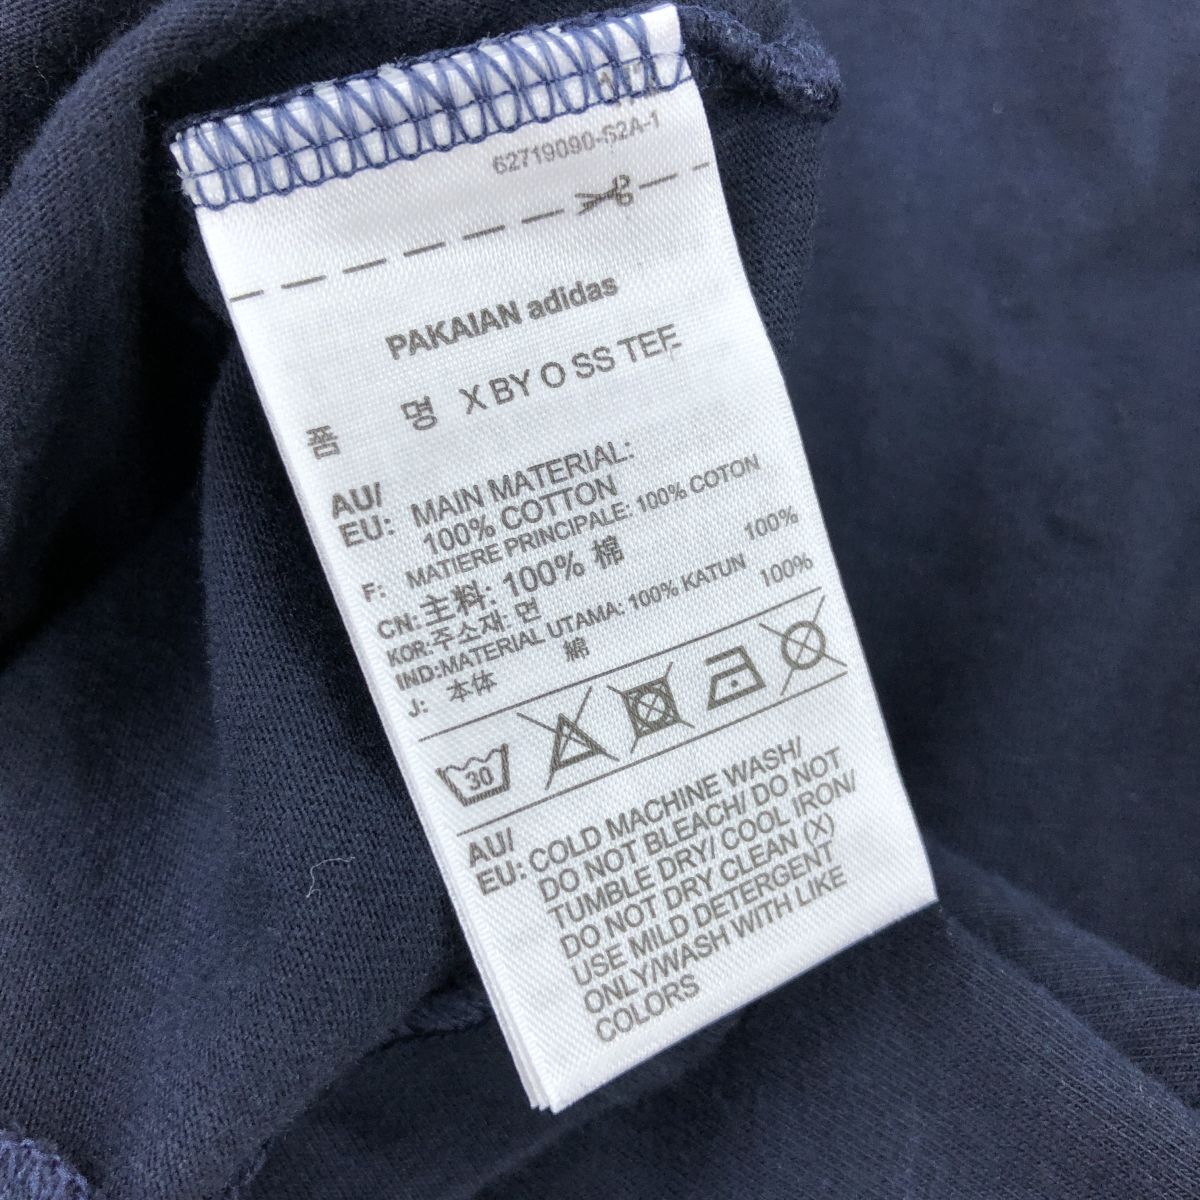 62719090-S2A-1
PAKAIAN adidas
품 명 X BY O SS TEE
AU/ EU: MAIN MATERIAL:
100% COTTON
F: MATIERE PRINCIPALE: 100% COTON
CN: 主料: 100% 棉
KOR: 주소재: 면 100%
IND: MATERIAL UTAMA: 100% KATUN
J: 本体 綿 100%
30
AU/ EU: COLD MACHINE WASH/
DO NOT BLEACH/ DO NOT
TUMBLE DRY/ COOL IRON/
DO NOT DRY CLEAN (X)
USE MILD DETERGENT
ONLY/WASH WITH LIKE
COLORS